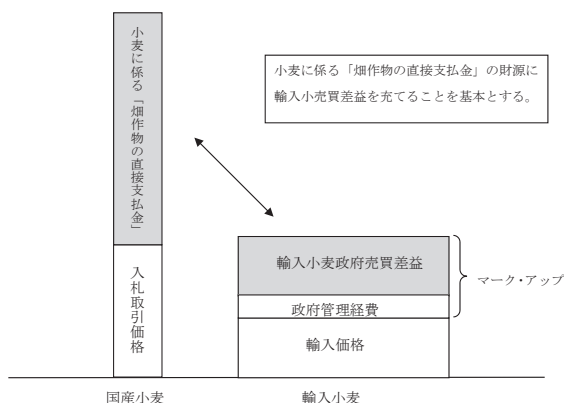 小麦に係る「畑作物の直接支払金」
入札取引価格
国産小麦
小麦に係る「畑作物の直接支払金」の財源に
輸入小売買差益を充てることを基本とする。
輸入小麦政府売買差益
政府管理経費
輸入価格
マーク・アップ
輸入小麦